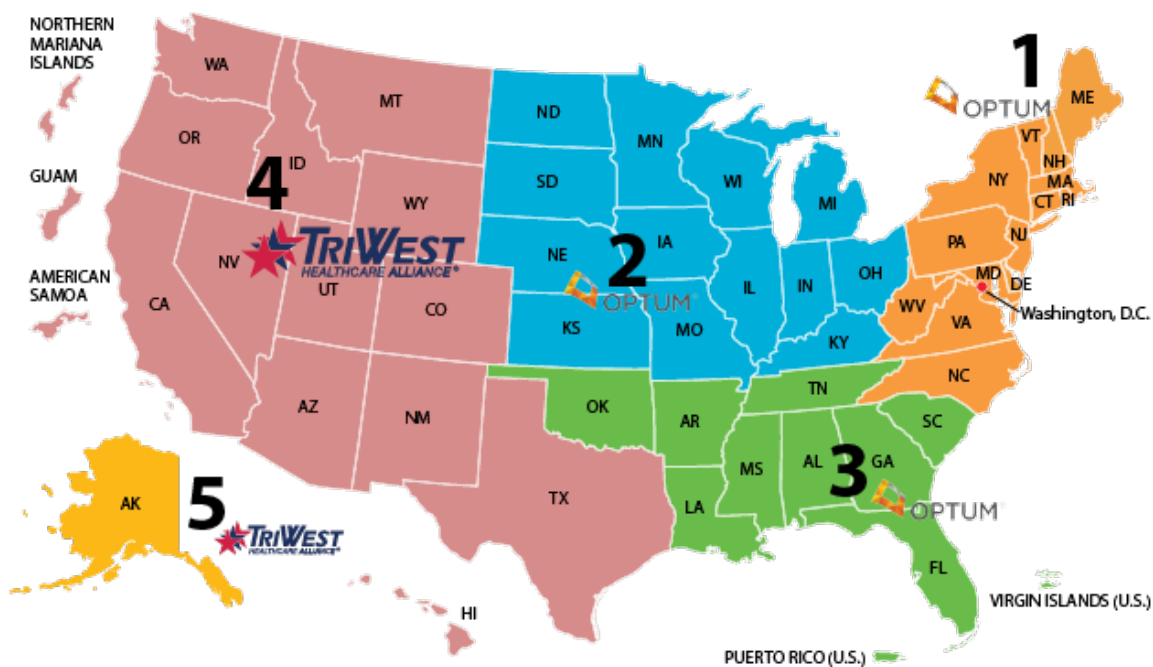 NORTHERN
MARIANA
ISLANDS
GUAM
AMERICAN
SAMOA
WA
OR
ID
MT
WY
NV
UT
CA
CO
AZ
NM
TX
HI
4
TRIWEST
HEALTHCARE ALLIANCE®
AK
5
TRIWEST
HEALTHCARE ALLIANCE®
ND
SD
NE
KS
MN
IA
MO
WI
IL
MI
IN
OH
KY
2
OPTUM®
1
OPTUM
ME
VT
NH
NY
MA
CT
RI
PA
NJ
MD
DE
WV
VA
NC
Washington, D.C.
OK
AR
LA
TN
MS
AL
GA
SC
FL
3
OPTUM®
VIRGIN ISLANDS (U.S.)
PUERTO RICO (U.S.)